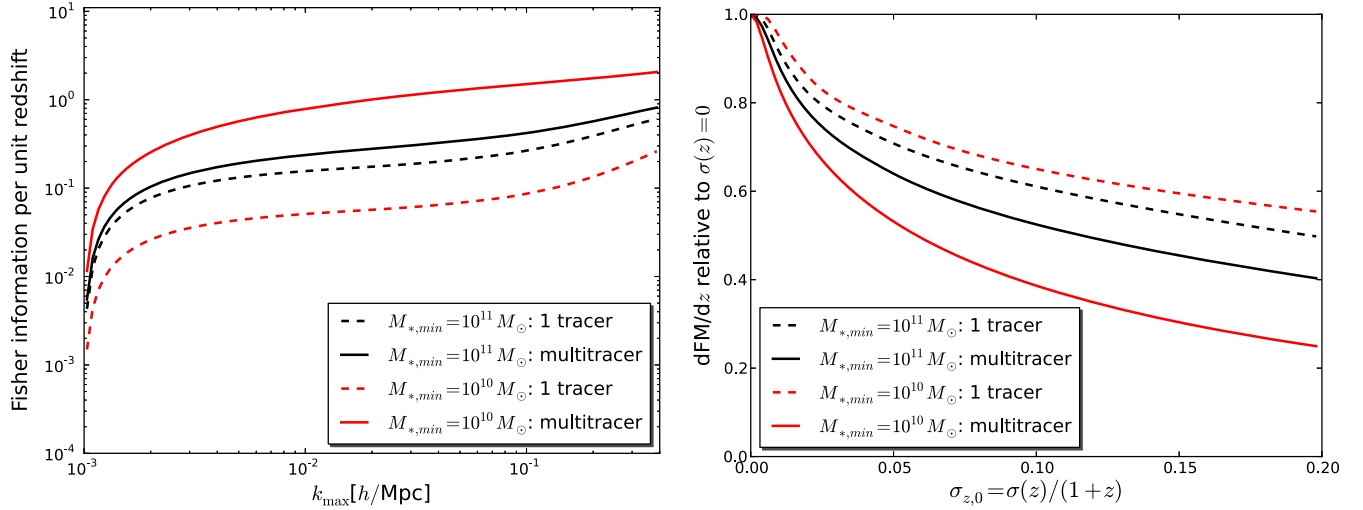 Fisher information per unit redshift
10^1
10^0
10^{-1}
10^{-2}
10^{-3}
10^{-4}
M_{*,min}=10^{11} M_⊙: 1 tracer
M_{*,min}=10^{11} M_⊙: multitracer
M_{*,min}=10^{10} M_⊙: 1 tracer
M_{*,min}=10^{10} M_⊙: multitracer
10^{-3} 10^{-2} 10^{-1}
k_{max}[h/Mpc]
dFM/dz relative to σ(z)=0
1.0
0.8
0.6
0.4
0.2
0.0
M_{*,min}=10^{11} M_⊙: 1 tracer
M_{*,min}=10^{11} M_⊙: multitracer
M_{*,min}=10^{10} M_⊙: 1 tracer
M_{*,min}=10^{10} M_⊙: multitracer
0.00 0.05 0.10 0.15 0.20
σ_{z,0}=σ(z)/(1+z)